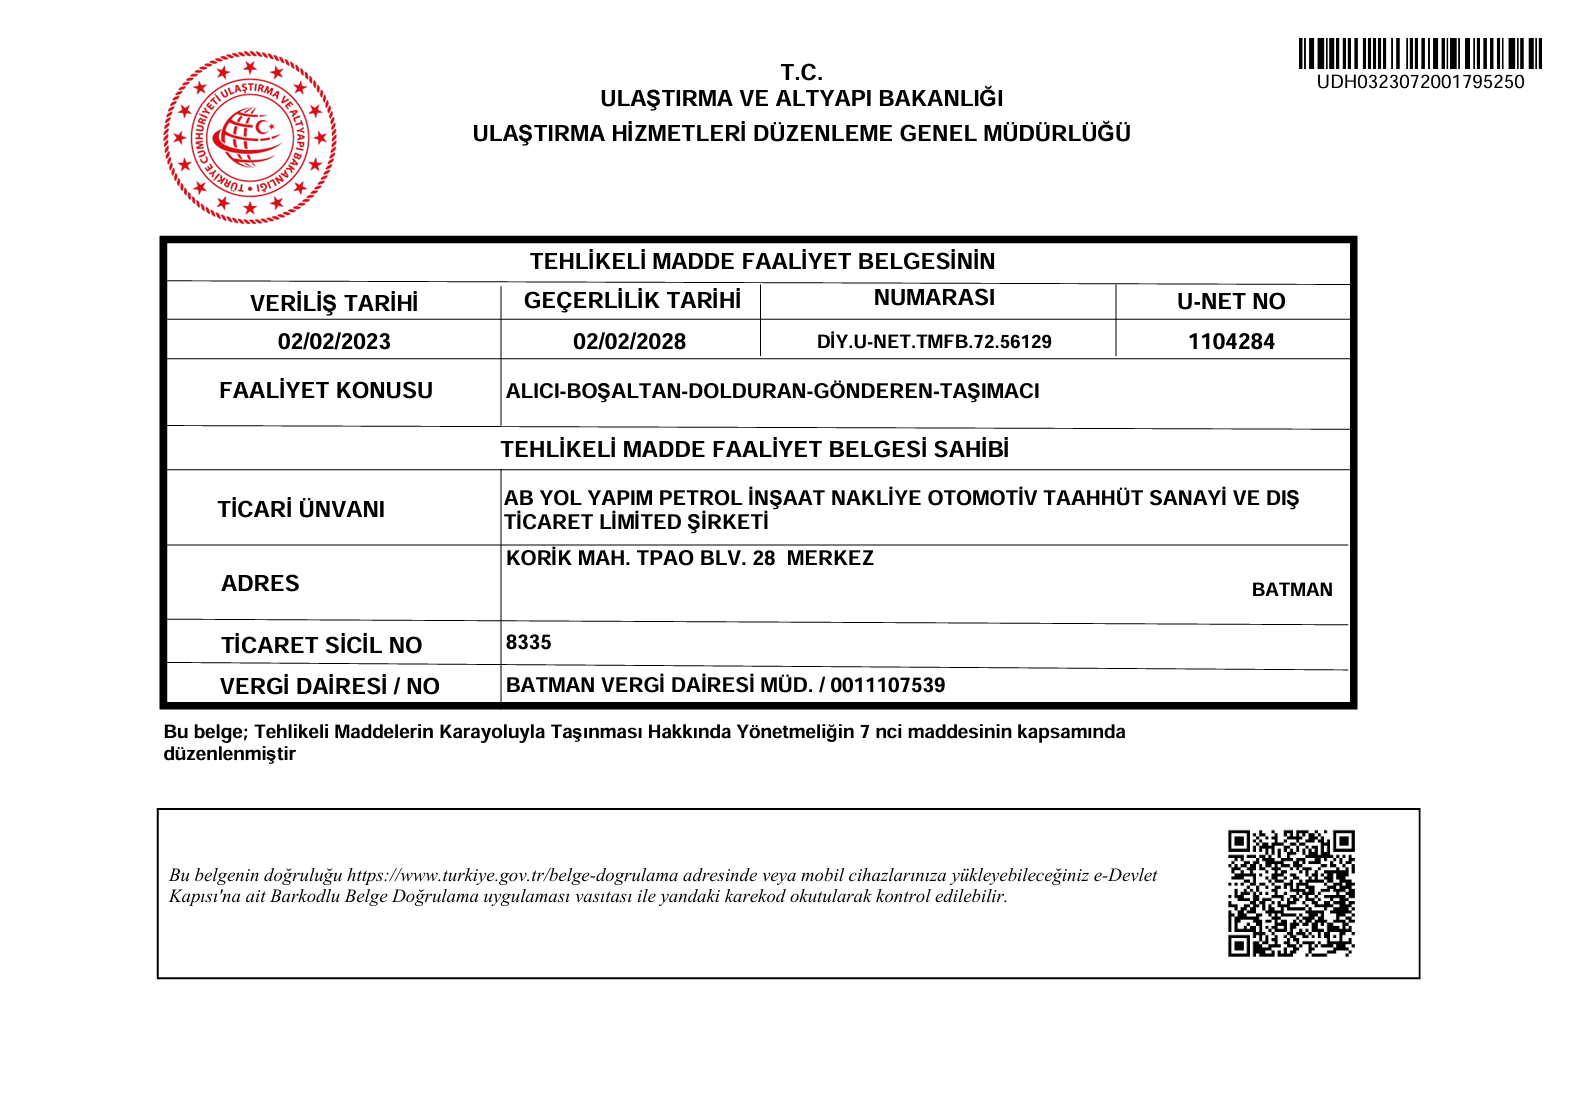 UDH0323072001795250
T.C.
ULAŞTIRMA VE ALTYAPI BAKANLIĞI
ULAŞTIRMA HİZMETLERİ DÜZENLEME GENEL MÜDÜRLÜĞÜ
TÜRKİYE CUMHURİYETİ ULAŞTIRMA VE ALTYAPI BAKANLIĞI
TEHLİKELİ MADDE FAALİYET BELGESİNİN
VERİLİŞ TARİHİ GEÇERLİLİK TARİHİ NUMARASI U-NET NO
02/02/2023 02/02/2028 DİY.U-NET.TMFB.72.56129 1104284
FAALİYET KONUSU ALICI-BOŞALTAN-DOLDURAN-GÖNDEREN-TAŞIMACI
TEHLİKELİ MADDE FAALİYET BELGESİ SAHİBİ
TİCARİ ÜNVANI AB YOL YAPIM PETROL İNŞAAT NAKLİYE OTOMOTİV TAAHHÜT SANAYİ VE DIŞ
TİCARET LİMİTED ŞİRKETİ
ADRES KORİK MAH. TPAO BLV. 28 MERKEZ
BATMAN
TİCARET SİCİL NO 8335
VERGİ DAİRESİ / NO BATMAN VERGİ DAİRESİ MÜD. / 0011107539
Bu belge; Tehlikeli Maddelerin Karayoluyla Taşınması Hakkında Yönetmeliğin 7 nci maddesinin kapsamında
düzenlenmiştir
Bu belgenin doğruluğu https://www.turkiye.gov.tr/belge-dogrulama adresinde veya mobil cihazlarınıza yükleyebileceğiniz e-Devlet
Kapısı'na ait Barkodlu Belge Doğrulama uygulaması vasıtası ile yandaki karekod okutularak kontrol edilebilir.